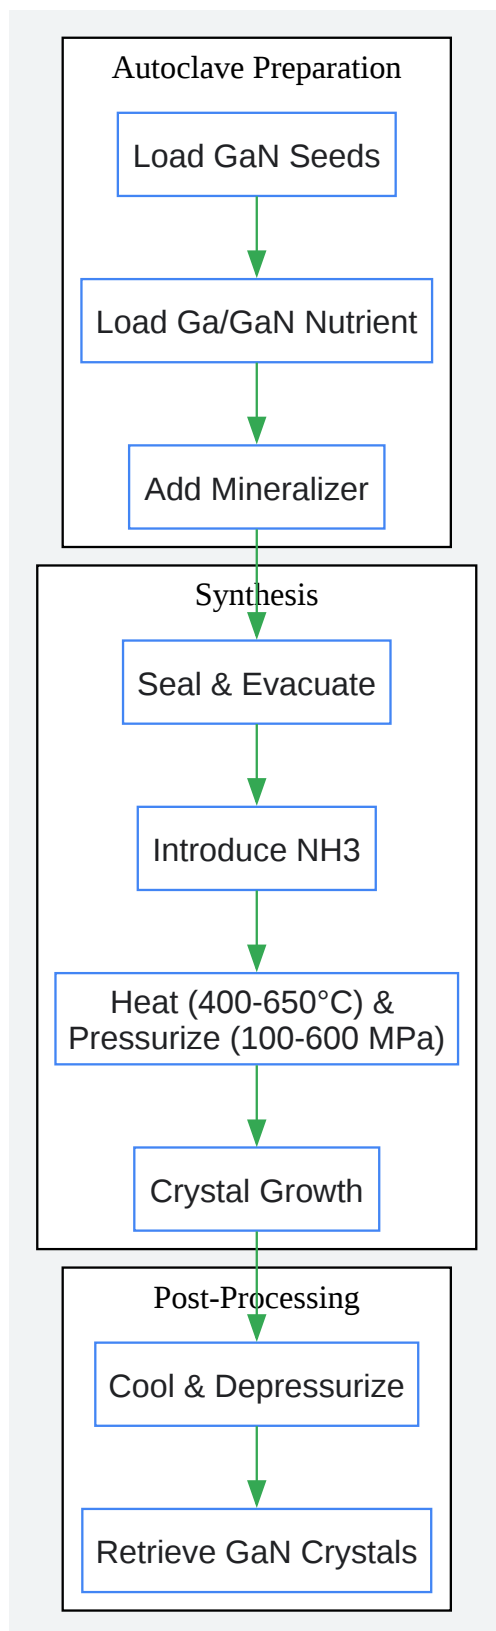 Autoclave Preparation
Load GaN Seeds
Load Ga/GaN Nutrient
Add Mineralizer
Synthesis
Seal & Evacuate
Introduce NH3
Heat (400-650°C) &
Pressurize (100-600 MPa)
Crystal Growth
Post-Processing
Cool & Depressurize
Retrieve GaN Crystals